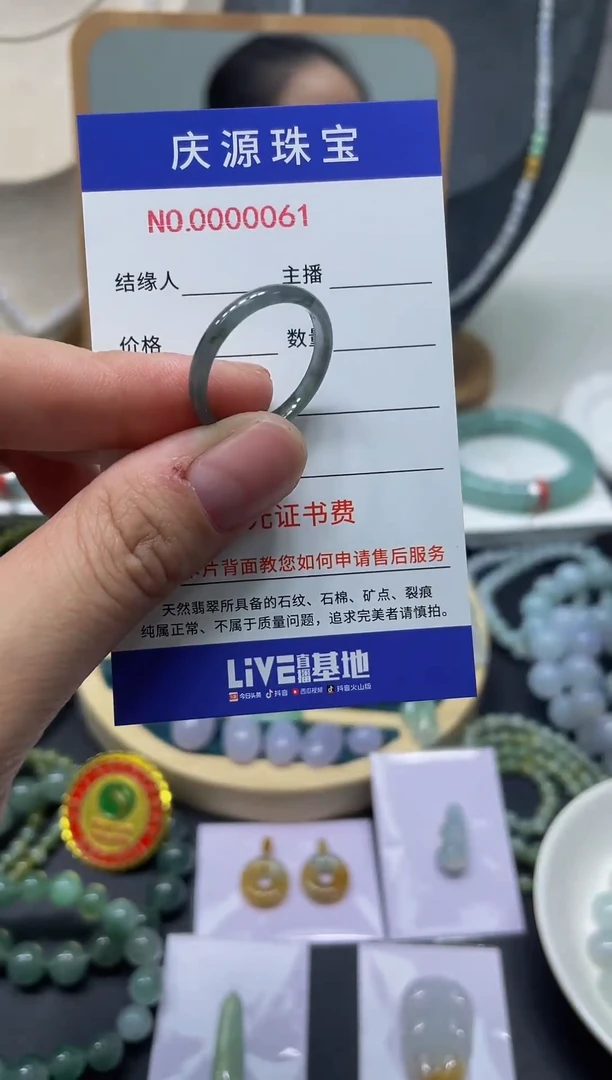 庆源珠宝
NO.0000061
结缘人 主播
价格 数量
元证书费
卡片背面教您如何申请售后服务
天然翡翠所具备的石纹、石棉、矿点、裂痕
纯属正常、不属于质量问题，追求完美者请慎拍。
LiVE直播基地
今日头条 抖音 西瓜视频 抖音火山版